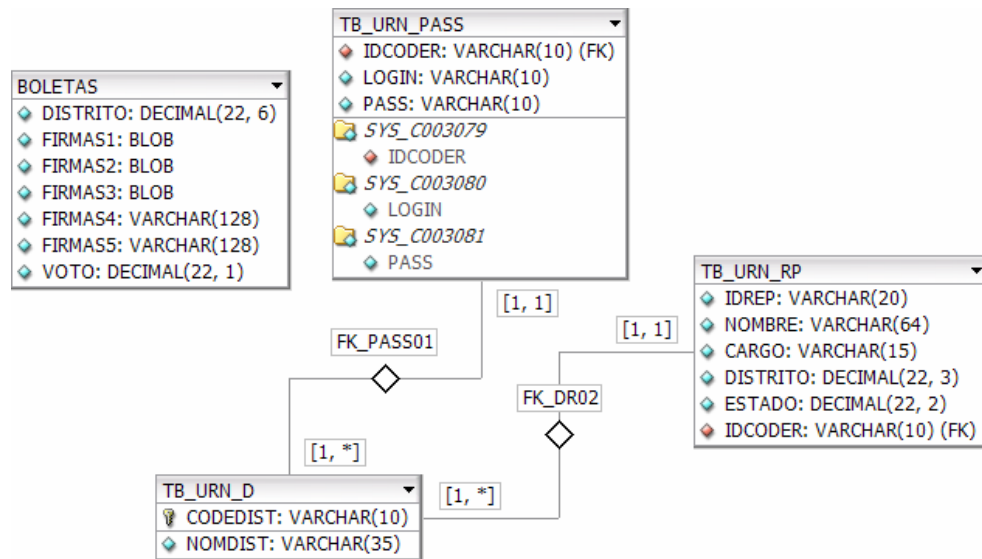 TB_URN_PASS
IDCODER: VARCHAR(10) (FK)
LOGIN: VARCHAR(10)
PASS: VARCHAR(10)
SYS_C003079
IDCODER
SYS_C003080
LOGIN
SYS_C003081
PASS
BOLETAS
DISTRITO: DECIMAL(22, 6)
FIRMAS1: BLOB
FIRMAS2: BLOB
FIRMAS3: BLOB
FIRMAS4: VARCHAR(128)
FIRMAS5: VARCHAR(128)
VOTO: DECIMAL(22, 1)
TB_URN_RP
IDREP: VARCHAR(20)
NOMBRE: VARCHAR(64)
CARGO: VARCHAR(15)
DISTRITO: DECIMAL(22, 3)
ESTADO: DECIMAL(22, 2)
IDCODER: VARCHAR(10) (FK)
[1, 1]
FK_PASS01
[1, *]
[1, 1]
FK_DR02
[1, *]
TB_URN_D
CODEDIST: VARCHAR(10)
NOMDIST: VARCHAR(35)